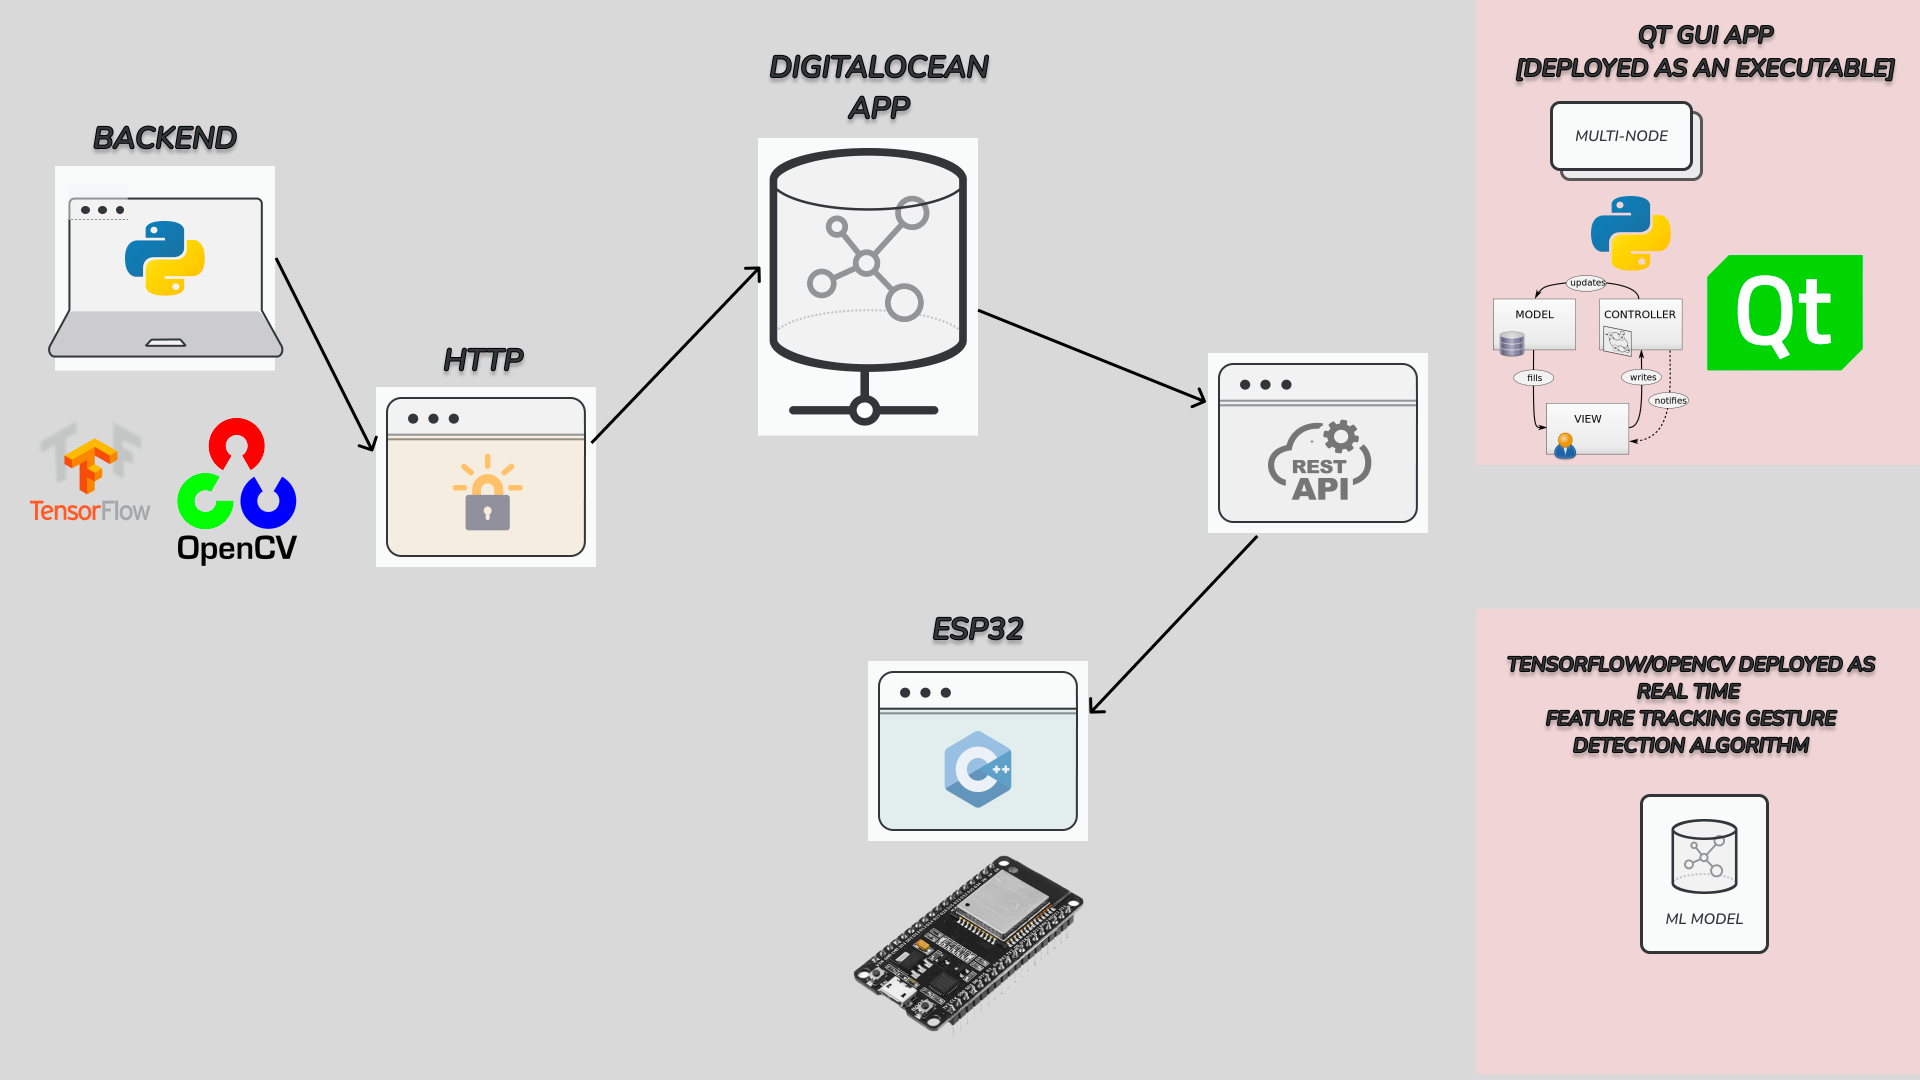 BACKEND
TensorFlow
OpenCV
HTTP
DIGITALOCEAN
APP
REST
API
ESP32
C++
QT GUI APP
[DEPLOYED AS AN EXECUTABLE]
MULTI-NODE
Qt
updates
MODEL
CONTROLLER
fills
writes
notifies
VIEW
TENSORFLOW/OPENCV DEPLOYED AS
REAL TIME
FEATURE TRACKING GESTURE
DETECTION ALGORITHM
ML MODEL